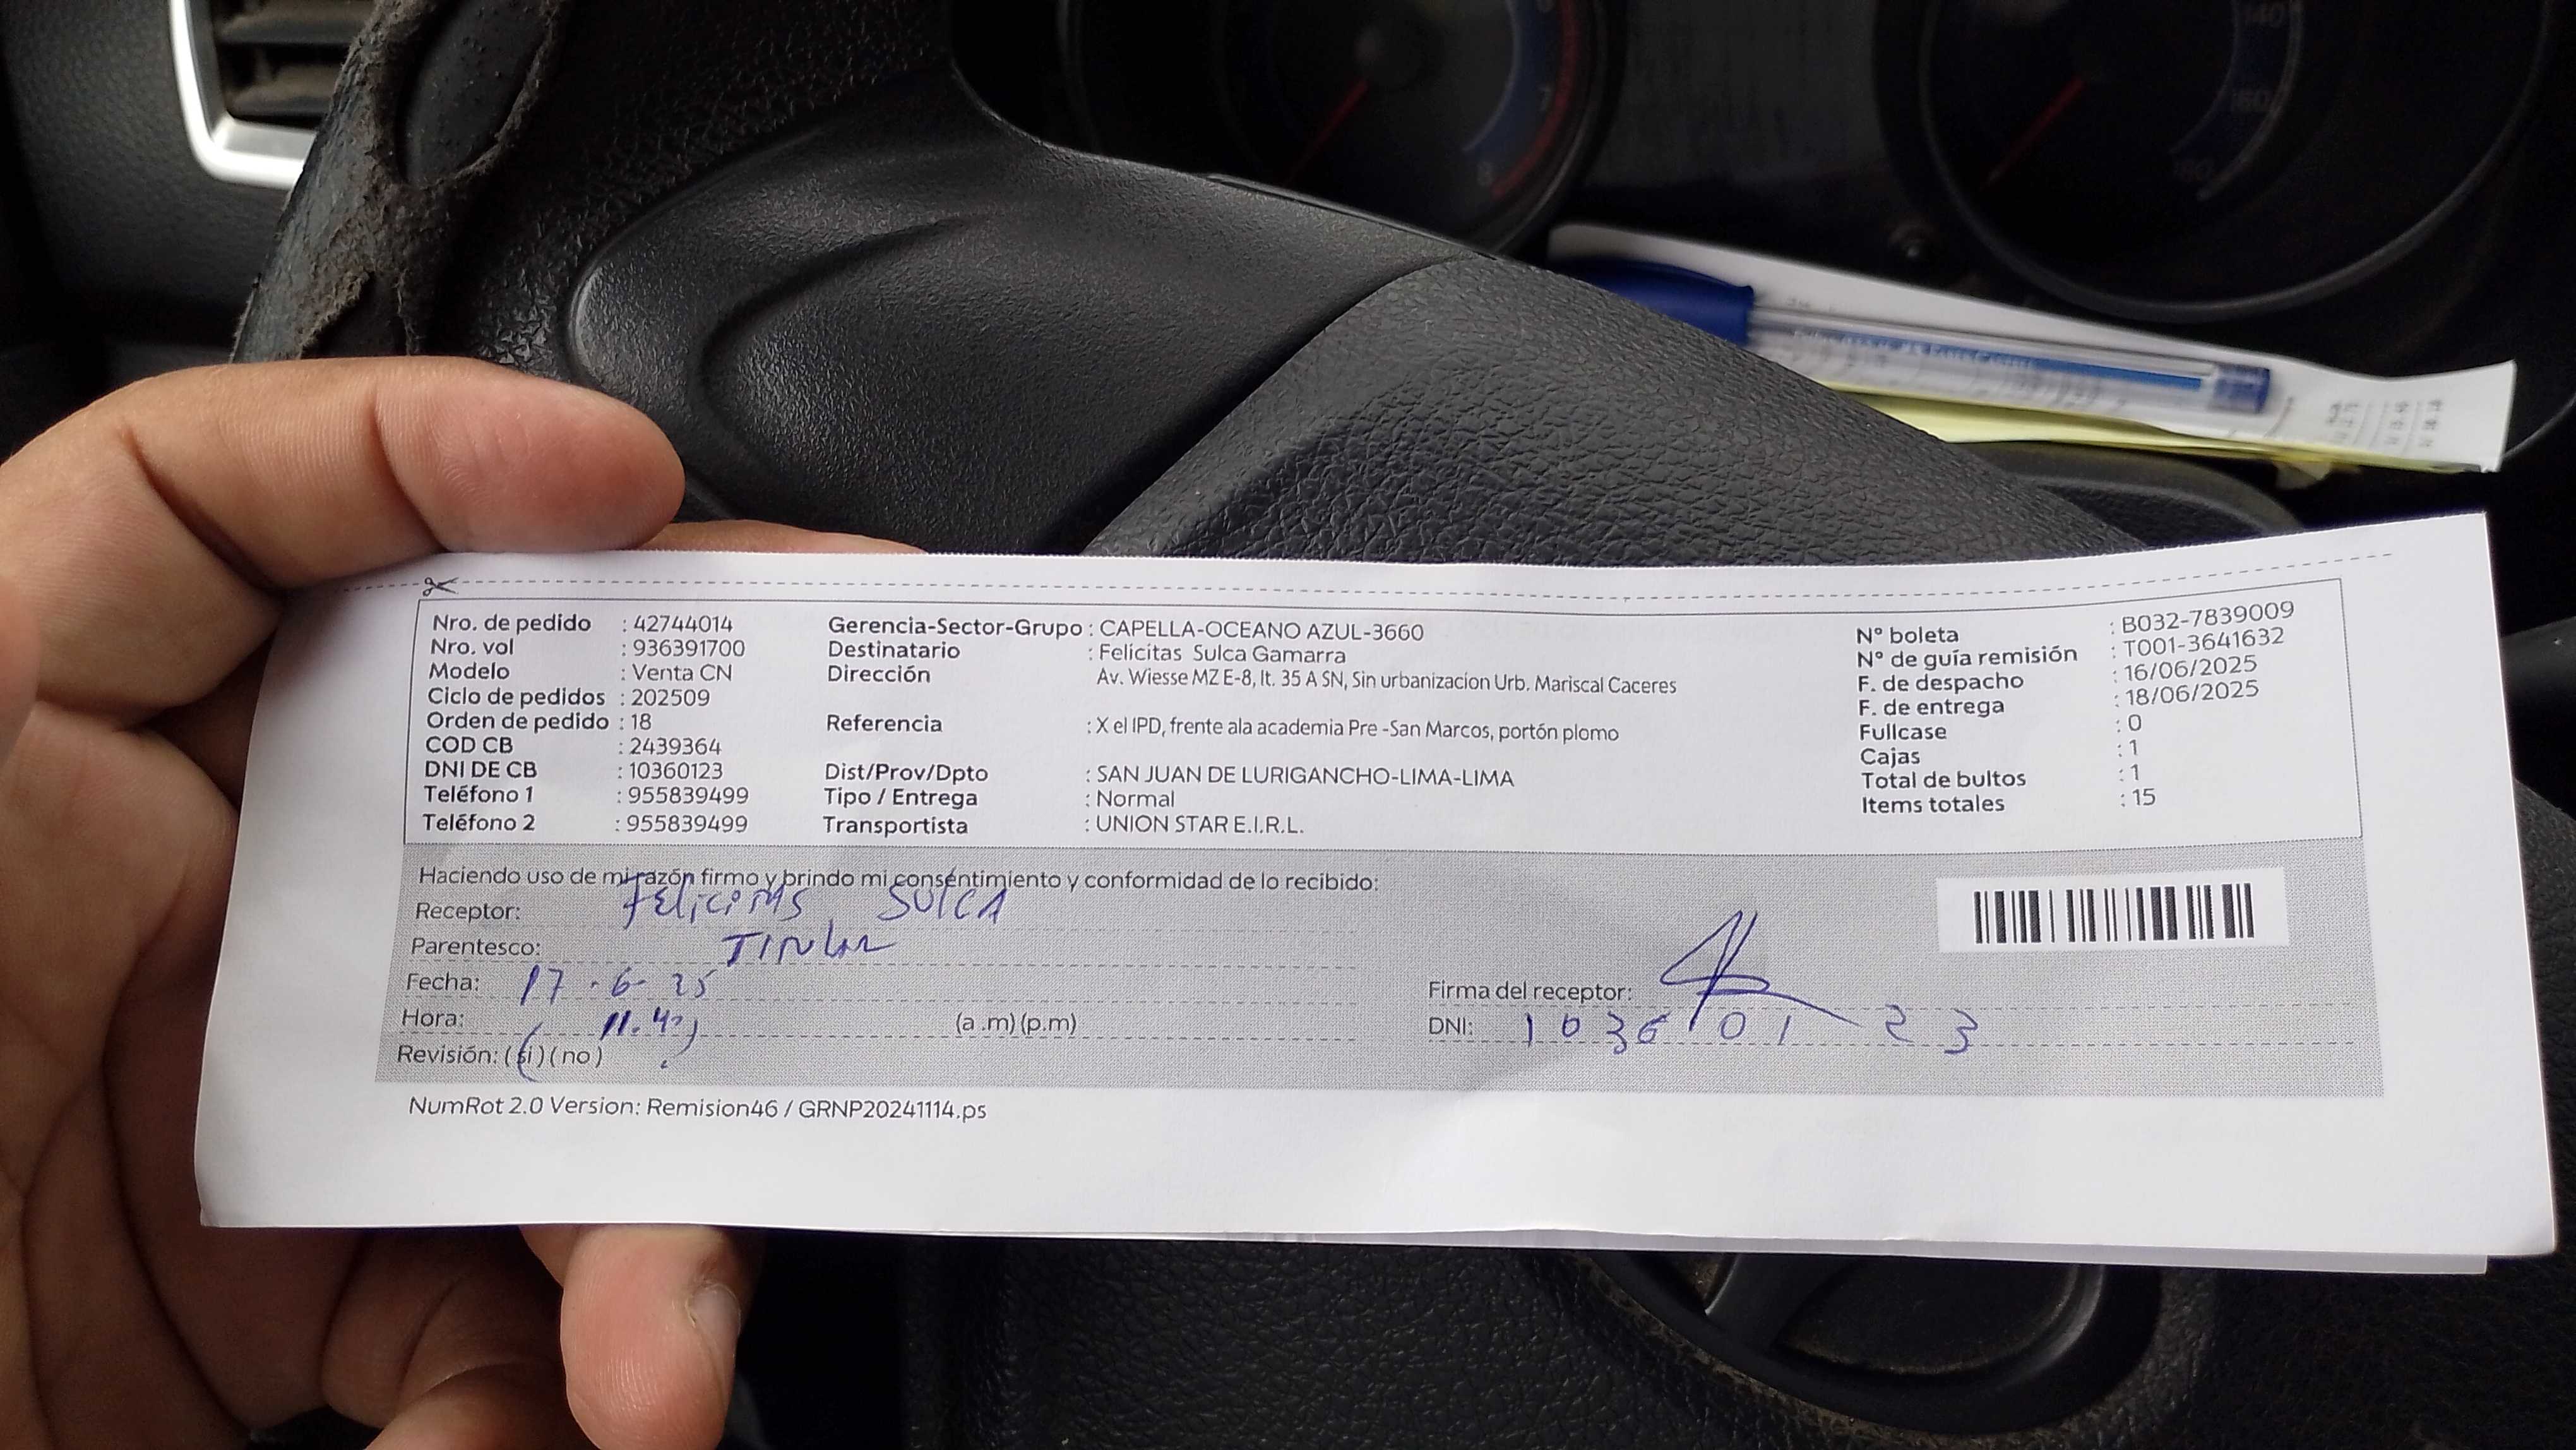 Nro. de pedido : 42744014
Nro. vol : 936391700
Modelo : Venta CN
Ciclo de pedidos : 202509
Orden de pedido : 18
COD CB : 2439364
DNI DE CB : 10360123
Teléfono 1 : 955839499
Teléfono 2 : 955839499
Gerencia-Sector-Grupo : CAPELLA-OCEANO AZUL-3660
Destinatario : Felicitas Sulca Gamarra
Dirección
Av. Wiesse MZ E-8, lt. 35 A SN, Sin urbanizacion Urb. Mariscal Caceres
Referencia : X el IPD, frente ala academia Pre -San Marcos, portón plomo
Dist/Prov/Dpto : SAN JUAN DE LURIGANCHO-LIMA-LIMA
Tipo / Entrega : Normal
Transportista : UNION STAR E.I.R.L.
N° boleta : B032-7839009
N° de guía remisión : T001-3641632
F. de despacho : 16/06/2025
F. de entrega : 18/06/2025
Fullcase : 0
Cajas : 1
Total de bultos : 1
Items totales : 15
Haciendo uso de mi razón firmo y brindo mi consentimiento y conformidad de lo recibido:
Receptor: FELICITAS SULCA
Parentesco: TITULAR
Fecha: 17-6-25
Hora: (a .m) (p.m)
Revisión: ( si ) ( no )
Firma del receptor:
DNI: 10360123
NumRot 2.0 Version: Remision46 / GRNP20241114.ps